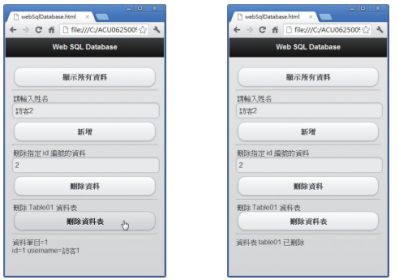 webSqlDatabase.html
file:///C:/ACU062500
Web SQL Database
顯示所有資料
請輸入姓名
訪客2
新增
刪除指定 id 編號的資料
2
刪除資料
刪除 Table01 資料表
刪除資料表
資料筆目=1
id=1 username=訪客1
webSqlDatabase.html
file:///C:/ACU062500
Web SQL Database
顯示所有資料
請輸入姓名
訪客2
新增
刪除指定 id 編號的資料
2
刪除資料
刪除 Table01 資料表
刪除資料表
資料表 table01 已刪除